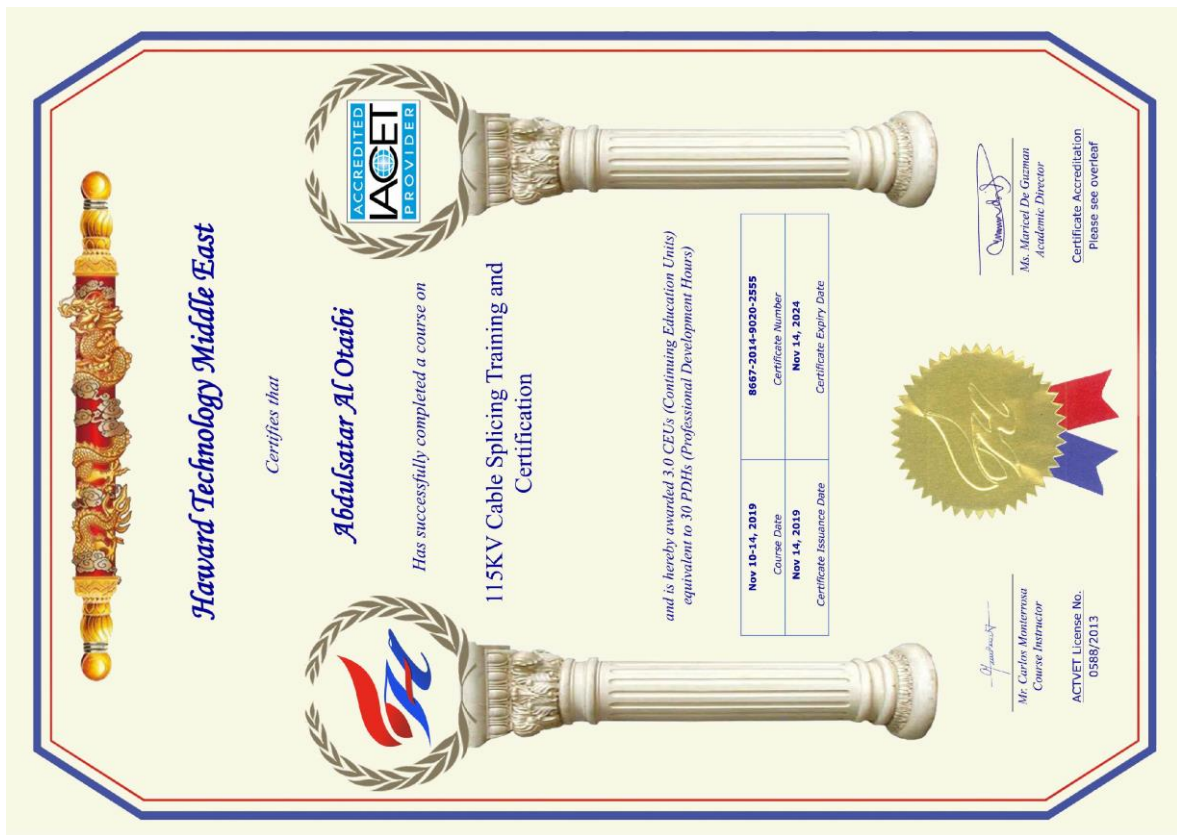 ACCREDITED
IACET
PROVIDER
Haward Technology Middle East
Certifies that
Abdulsatar Al Otaibi
Has successfully completed a course on
115KV Cable Splicing Training and
Certification
and is hereby awarded 3.0 CEUs (Continuing Education Units)
equivalent to 30 PDHs (Professional Development Hours)
Nov 10-14, 2019
Course Date
8667-2014-9020-2555
Certificate Number
Nov 14, 2019
Certificate Issuance Date
Nov 14, 2024
Certificate Expiry Date
Mr. Carlos Monterrosa
Course Instructor
ACTVET License No.
0588/2013
Ms. Maricel De Guzman
Academic Director
Certificate Accreditation
Please see overleaf